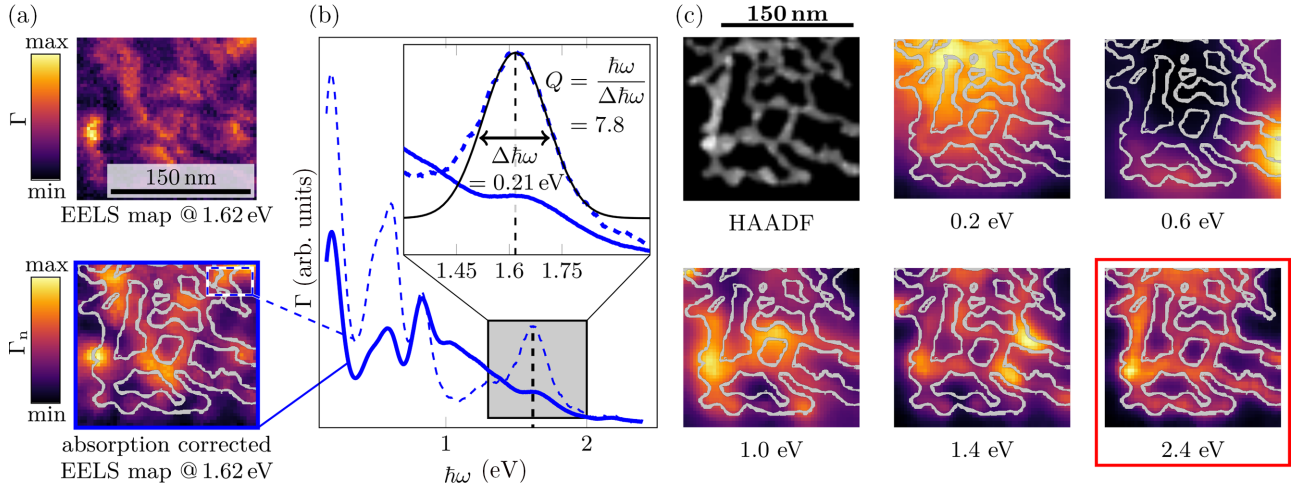 (a)
max
Γ
min
150 nm
EELS map @ 1.62 eV
max
Γn
min
absorption corrected
EELS map @ 1.62 eV
(b)
Γ (arb. units)
Q = ħω / Δħω
= 7.8
Δħω
= 0.21 eV
1.45 1.6 1.75
1 2
ħω (eV)
(c)
150 nm
HAADF
0.2 eV
0.6 eV
1.0 eV
1.4 eV
2.4 eV